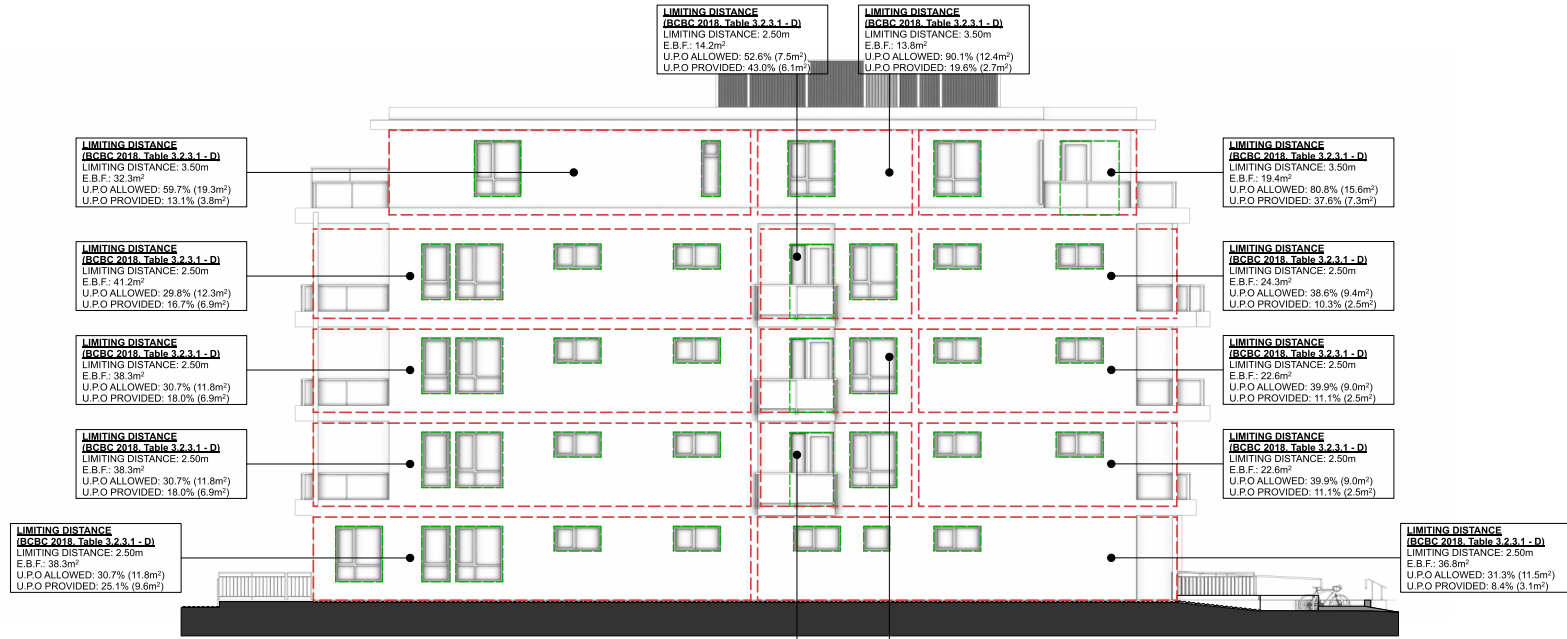 LIMITING DISTANCE
(BCBC 2018, Table 3.2.3.1 - D)
LIMITING DISTANCE: 2.50m
E.B.F.: 14.2m²
U.P.O ALLOWED: 52.6% (7.5m²)
U.P.O PROVIDED: 43.0% (6.1m²)
LIMITING DISTANCE
(BCBC 2018, Table 3.2.3.1 - D)
LIMITING DISTANCE: 3.50m
E.B.F.: 13.8m²
U.P.O ALLOWED: 90.1% (12.4m²)
U.P.O PROVIDED: 19.6% (2.7m²)
LIMITING DISTANCE
(BCBC 2018, Table 3.2.3.1 - D)
LIMITING DISTANCE: 3.50m
E.B.F.: 32.3m²
U.P.O ALLOWED: 59.7% (19.3m²)
U.P.O PROVIDED: 13.1% (3.8m²)
LIMITING DISTANCE
(BCBC 2018, Table 3.2.3.1 - D)
LIMITING DISTANCE: 3.50m
E.B.F.: 19.4m²
U.P.O ALLOWED: 80.8% (15.6m²)
U.P.O PROVIDED: 37.6% (7.3m²)
LIMITING DISTANCE
(BCBC 2018, Table 3.2.3.1 - D)
LIMITING DISTANCE: 2.50m
E.B.F.: 41.2m²
U.P.O ALLOWED: 29.8% (12.3m²)
U.P.O PROVIDED: 16.7% (6.9m²)
LIMITING DISTANCE
(BCBC 2018, Table 3.2.3.1 - D)
LIMITING DISTANCE: 2.50m
E.B.F.: 24.3m²
U.P.O ALLOWED: 38.6% (9.4m²)
U.P.O PROVIDED: 10.3% (2.5m²)
LIMITING DISTANCE
(BCBC 2018, Table 3.2.3.1 - D)
LIMITING DISTANCE: 2.50m
E.B.F.: 38.3m²
U.P.O ALLOWED: 30.7% (11.8m²)
U.P.O PROVIDED: 18.0% (6.9m²)
LIMITING DISTANCE
(BCBC 2018, Table 3.2.3.1 - D)
LIMITING DISTANCE: 2.50m
E.B.F.: 22.6m²
U.P.O ALLOWED: 39.9% (9.0m²)
U.P.O PROVIDED: 11.1% (2.5m²)
LIMITING DISTANCE
(BCBC 2018, Table 3.2.3.1 - D)
LIMITING DISTANCE: 2.50m
E.B.F.: 38.3m²
U.P.O ALLOWED: 30.7% (11.8m²)
U.P.O PROVIDED: 18.0% (6.9m²)
LIMITING DISTANCE
(BCBC 2018, Table 3.2.3.1 - D)
LIMITING DISTANCE: 2.50m
E.B.F.: 22.6m²
U.P.O ALLOWED: 39.9% (9.0m²)
U.P.O PROVIDED: 11.1% (2.5m²)
LIMITING DISTANCE
(BCBC 2018, Table 3.2.3.1 - D)
LIMITING DISTANCE: 2.50m
E.B.F.: 38.3m²
U.P.O ALLOWED: 30.7% (11.8m²)
U.P.O PROVIDED: 25.1% (9.6m²)
LIMITING DISTANCE
(BCBC 2018, Table 3.2.3.1 - D)
LIMITING DISTANCE: 2.50m
E.B.F.: 36.8m²
U.P.O ALLOWED: 31.3% (11.5m²)
U.P.O PROVIDED: 8.4% (3.1m²)